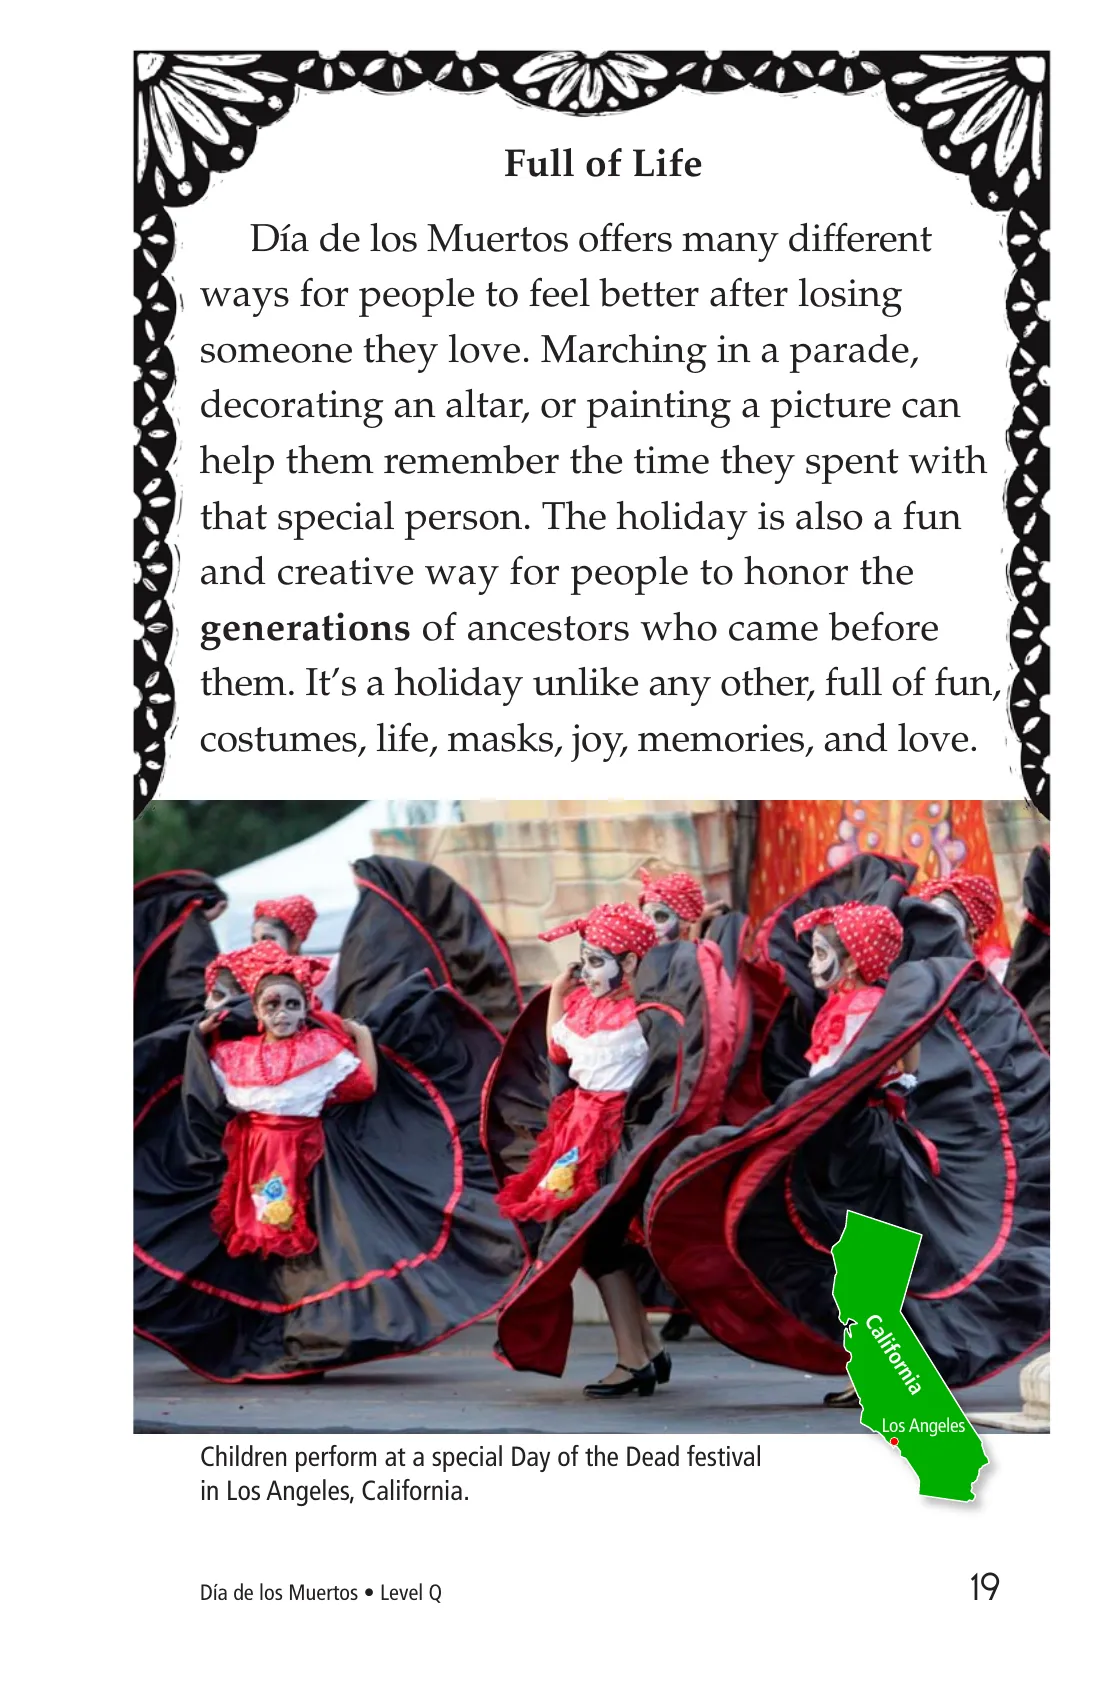 Full of Life
Día de los Muertos offers many different
ways for people to feel better after losing
someone they love. Marching in a parade,
decorating an altar, or painting a picture can
help them remember the time they spent with
that special person. The holiday is also a fun
and creative way for people to honor the
generations of ancestors who came before
them. It’s a holiday unlike any other, full of fun,
costumes, life, masks, joy, memories, and love.
California
Los Angeles
Children perform at a special Day of the Dead festival
in Los Angeles, California.
Día de los Muertos • Level Q
19